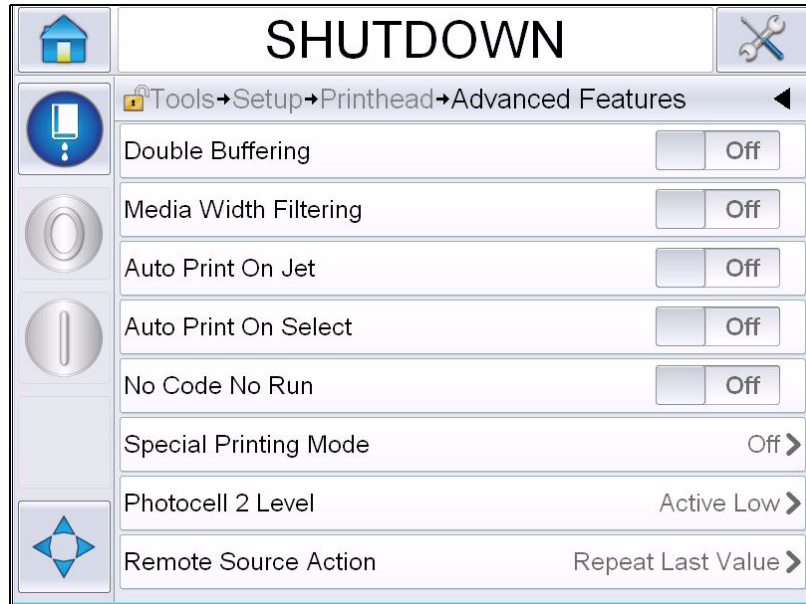 SHUTDOWN
Tools→Setup→Printhead→Advanced Features
Double Buffering Off
Media Width Filtering Off
Auto Print On Jet Off
Auto Print On Select Off
No Code No Run Off
Special Printing Mode Off
Photocell 2 Level Active Low
Remote Source Action Repeat Last Value